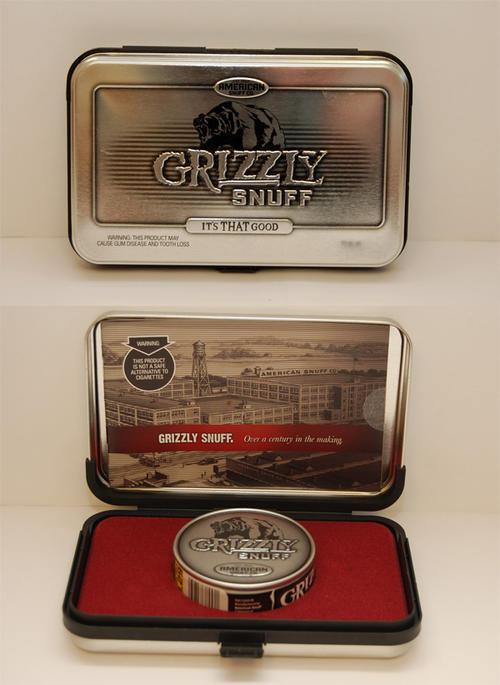 AMERICAN
SNUFF CO.
GRIZZLY
SNUFF
IT'S THAT GOOD
WARNING: THIS PRODUCT MAY
CAUSE GUM DISEASE AND TOOTH LOSS
WARNING:
THIS PRODUCT
IS NOT A SAFE
ALTERNATIVE TO
CIGARETTES
AMERICAN SNUFF CO.
GRIZZLY SNUFF. Over a century in the making.
GRIZZLY
SNUFF
AMERICAN
SNUFF CO.